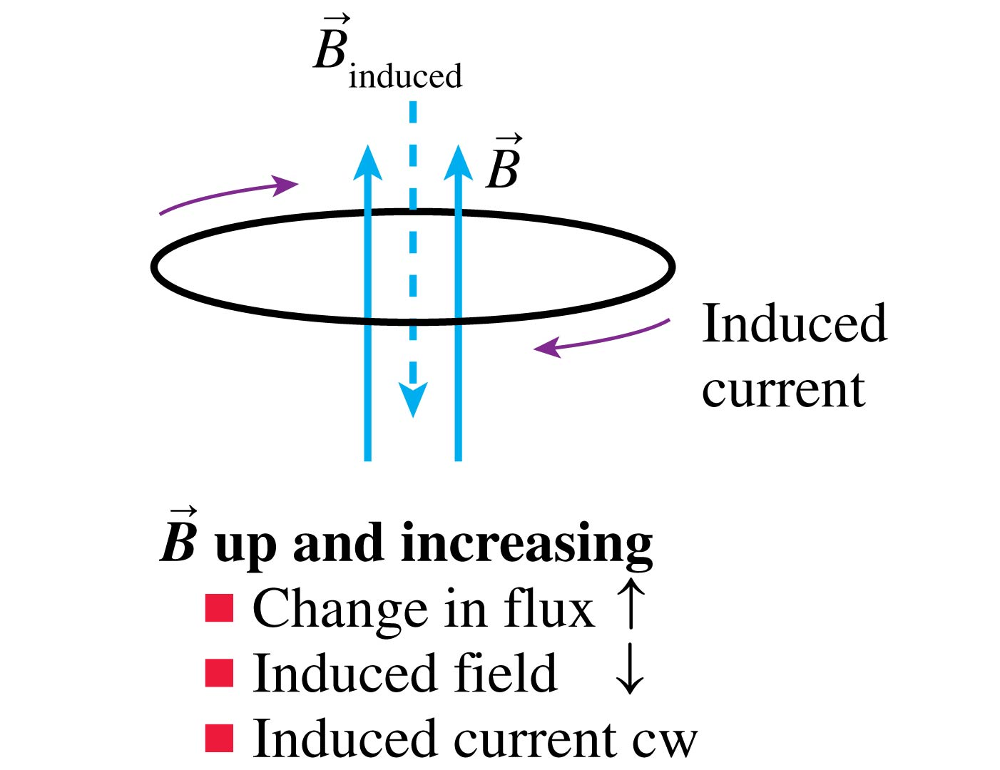 B⃗induced
B⃗
Induced
current
B⃗ up and increasing
Change in flux ↑
Induced field ↓
Induced current cw